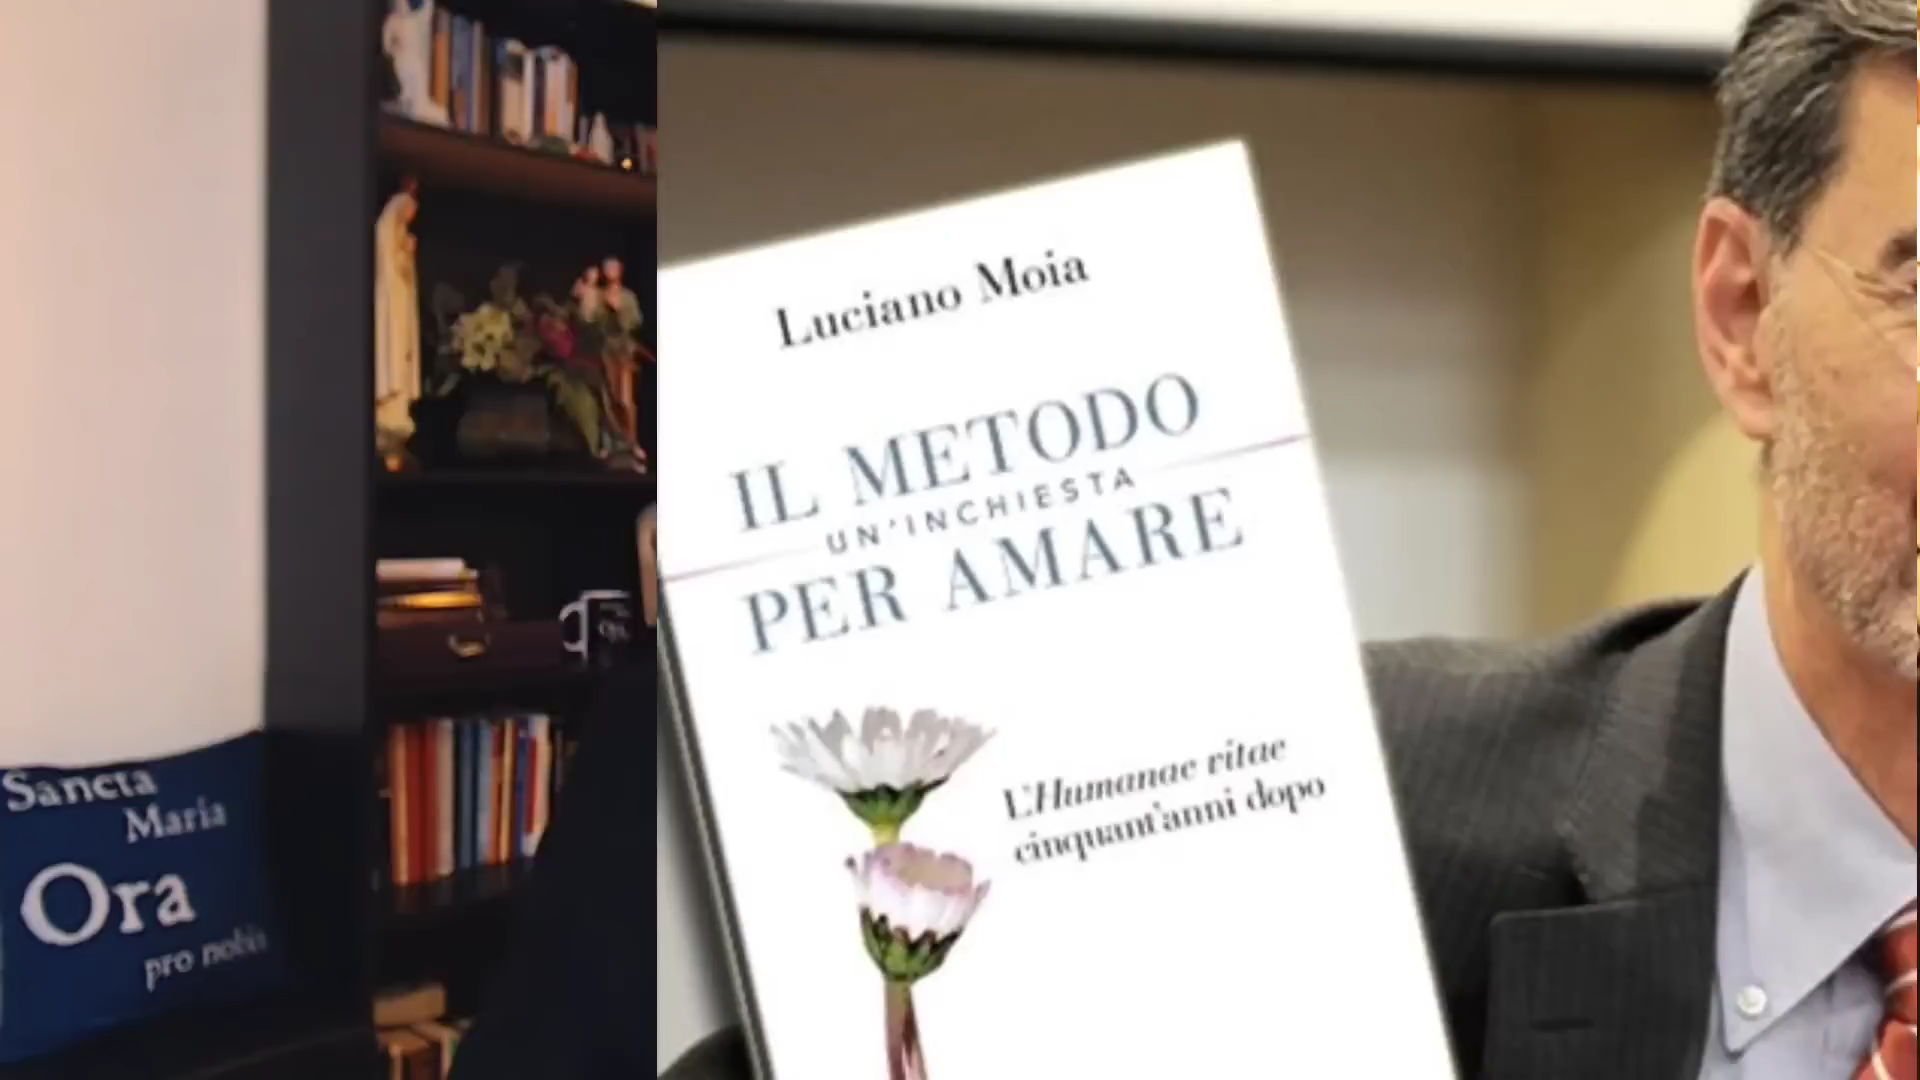 Sancta
Maria
Ora
pro nobis
Luciano Moia
IL METODO
UN'INCHIESTA
PER AMARE
L'Humanae vitae
cinquant'anni dopo